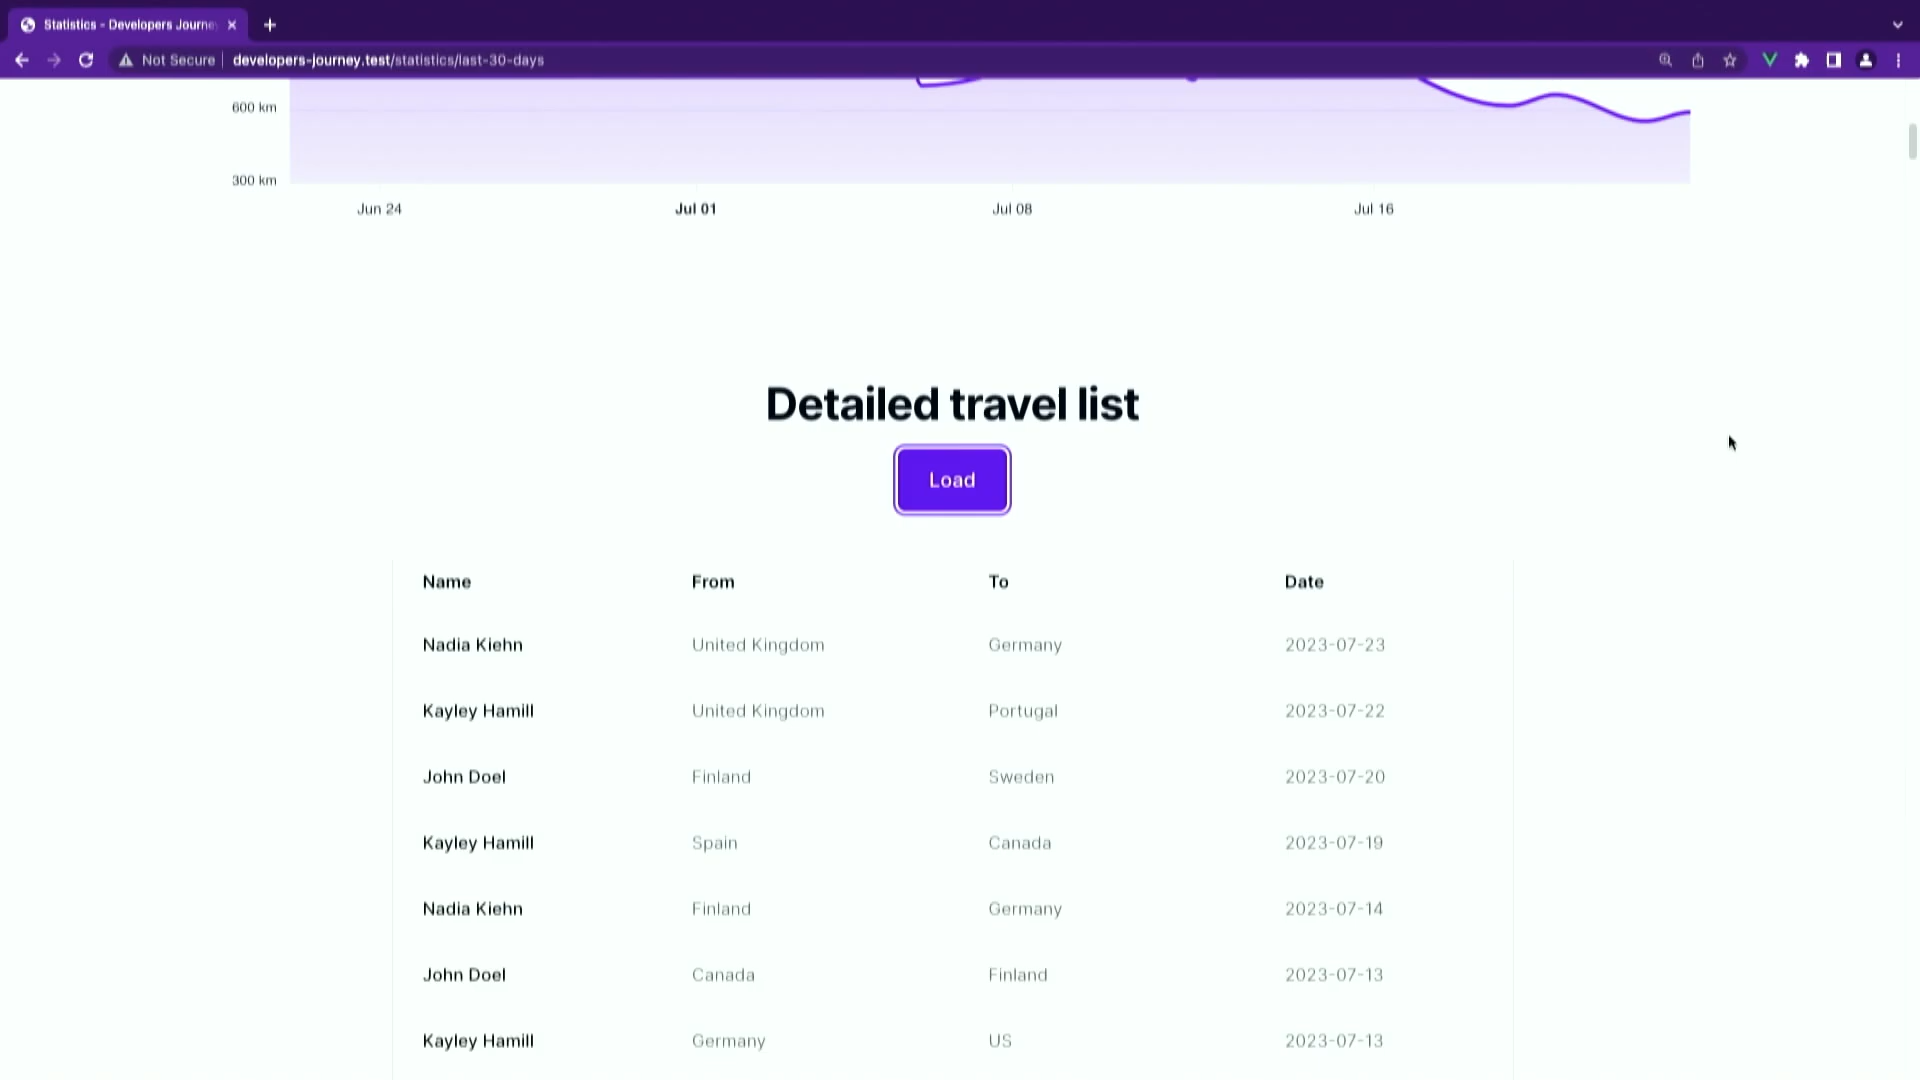 Statistics - Developers Journe
Not Secure developers-journey.test/statistics/last-30-days
600 km
300 km
Jun 24 Jul 01 Jul 08 Jul 16
Detailed travel list
Load
Name From To Date
Nadia Kiehn United Kingdom Germany 2023-07-23
Kayley Hamill United Kingdom Portugal 2023-07-22
John Doel Finland Sweden 2023-07-20
Kayley Hamill Spain Canada 2023-07-19
Nadia Kiehn Finland Germany 2023-07-14
John Doel Canada Finland 2023-07-13
Kayley Hamill Germany US 2023-07-13